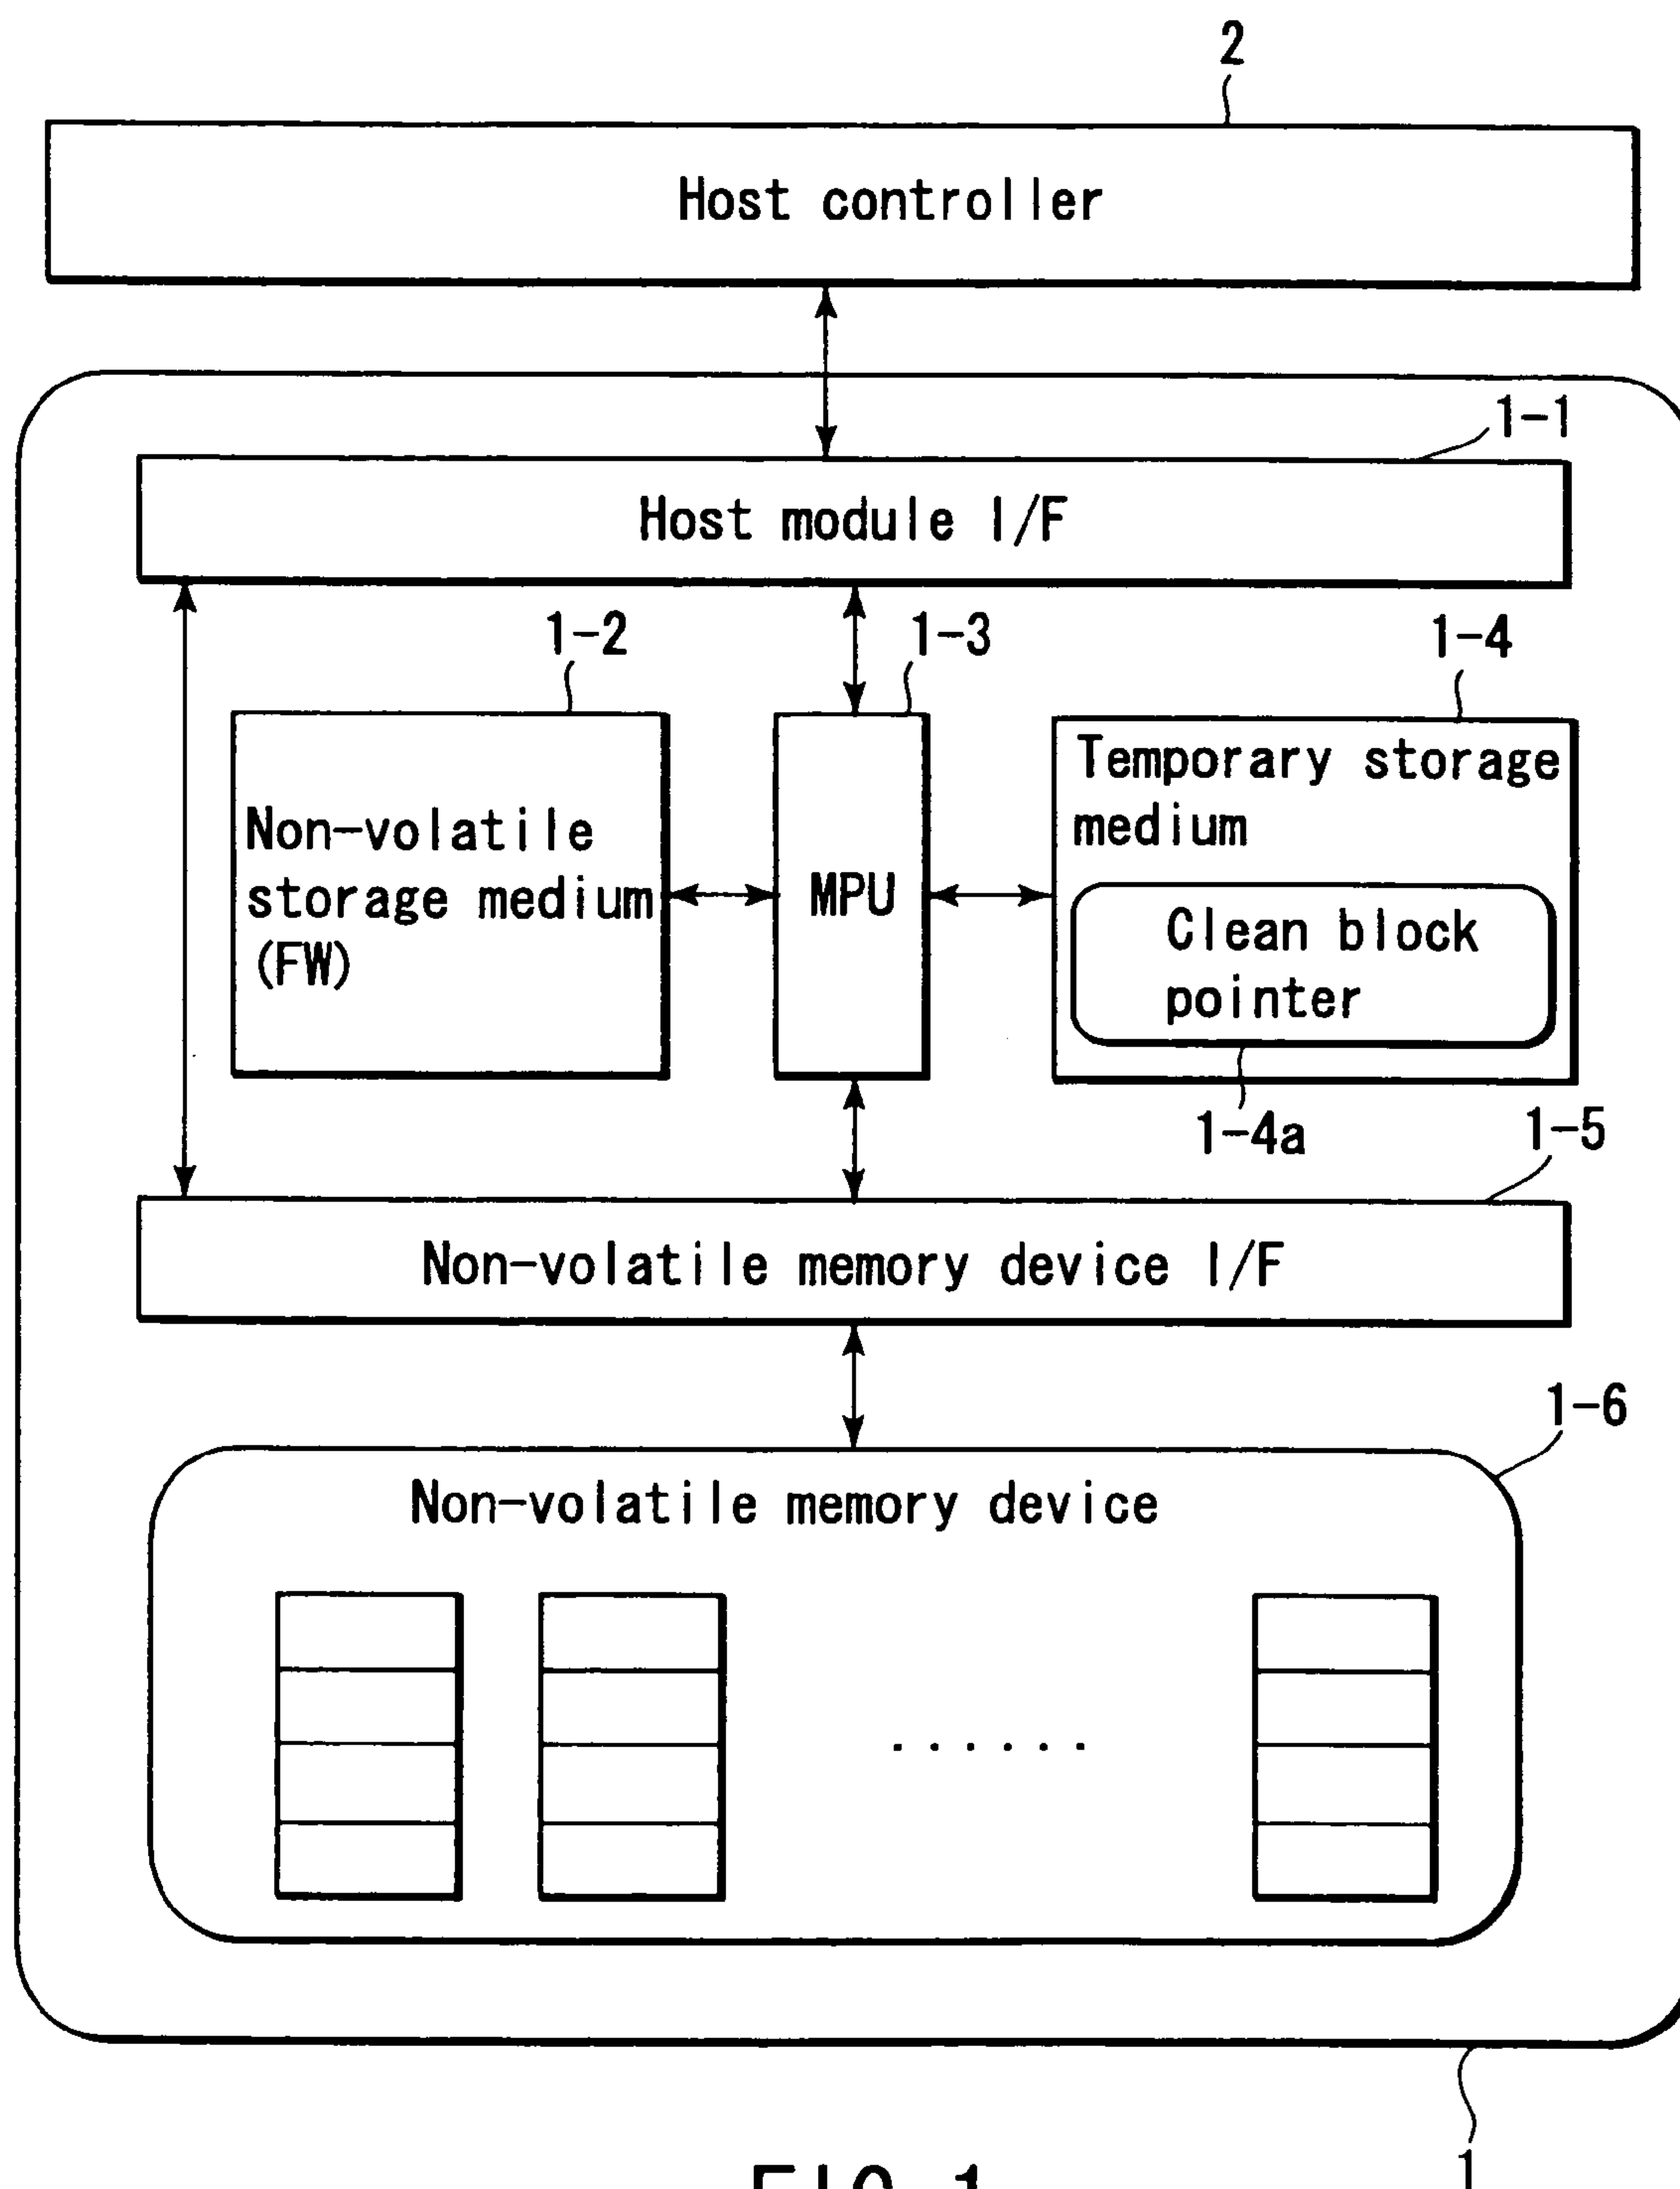 2
Host controller
1-1
Host module I/F
1-2
1-3
1-4
Non-volatile
storage medium
(FW)
MPU
Temporary storage
medium
Clean block
pointer
1-4a
1-5
Non-volatile memory device I/F
1-6
Non-volatile memory device
......
1
FIG. 1